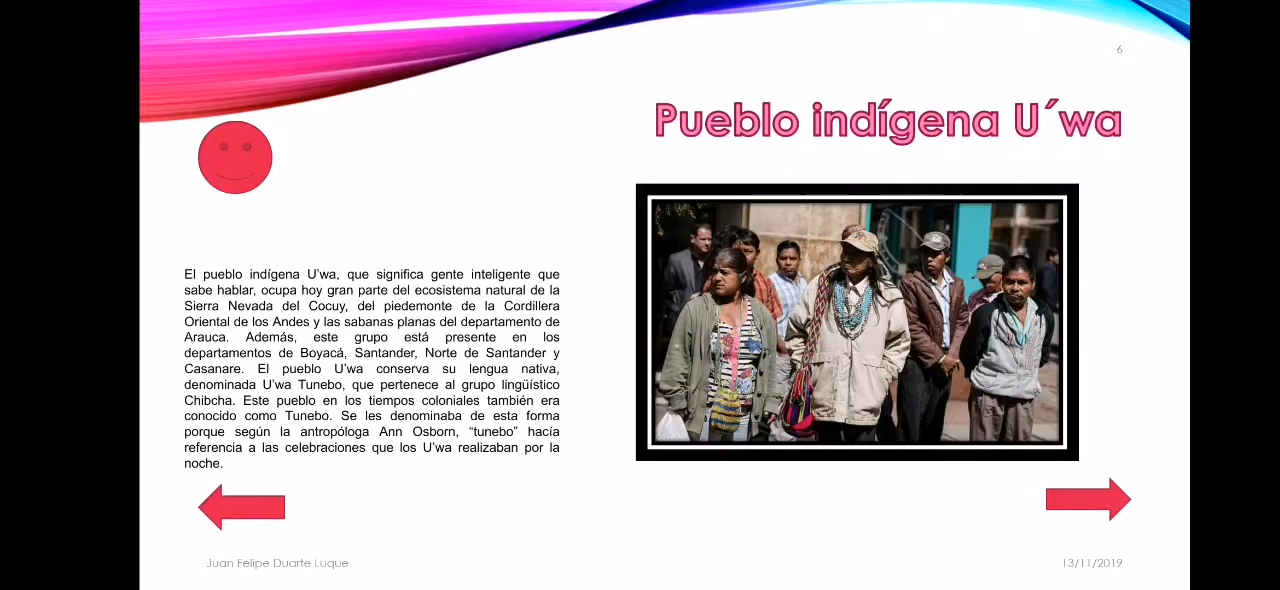 6
Pueblo indígena U´wa
El pueblo indígena U’wa, que significa gente inteligente que
sabe hablar, ocupa hoy gran parte del ecosistema natural de la
Sierra Nevada del Cocuy, del piedemonte de la Cordillera
Oriental de los Andes y las sabanas planas del departamento de
Arauca. Además, este grupo está presente en los
departamentos de Boyacá, Santander, Norte de Santander y
Casanare. El pueblo U’wa conserva su lengua nativa,
denominada U’wa Tunebo, que pertenece al grupo lingüístico
Chibcha. Este pueblo en los tiempos coloniales también era
conocido como Tunebo. Se les denominaba de esta forma
porque según la antropóloga Ann Osborn, “tunebo” hacía
referencia a las celebraciones que los U’wa realizaban por la
noche.
Juan Felipe Duarte Luque
13/11/2019